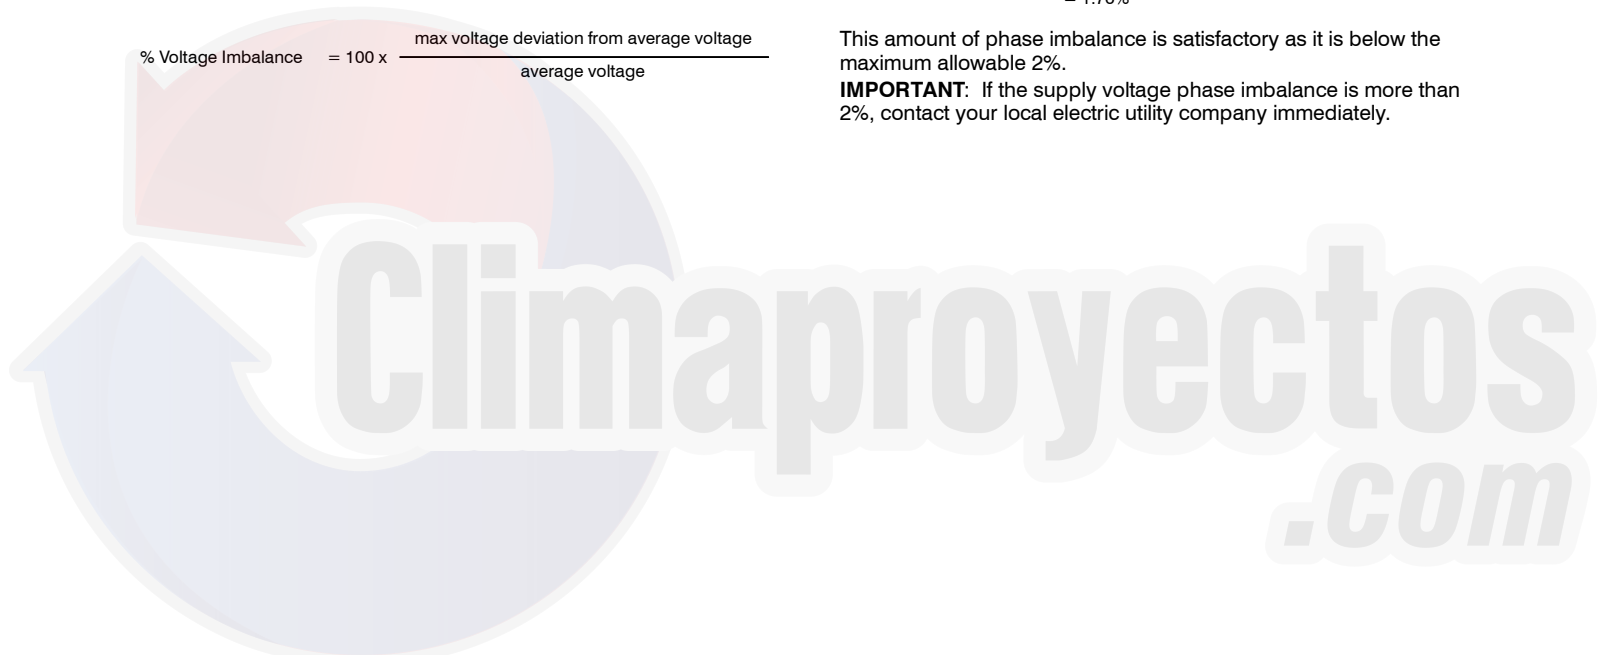 max voltage deviation from average voltage
% Voltage Imbalance = 100 x
average voltage
This amount of phase imbalance is satisfactory as it is below the
maximum allowable 2%.
IMPORTANT: If the supply voltage phase imbalance is more than
2%, contact your local electric utility company immediately.
Climaproyectos
.com